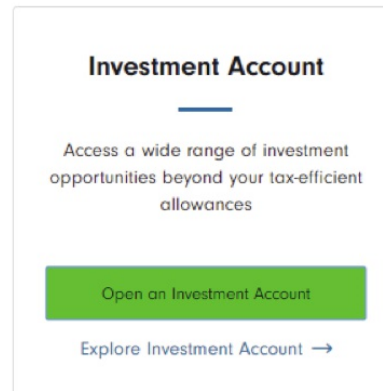 Investment Account
Access a wide range of investment
opportunities beyond your tax-efficient
allowances
Open an Investment Account
Explore Investment Account →